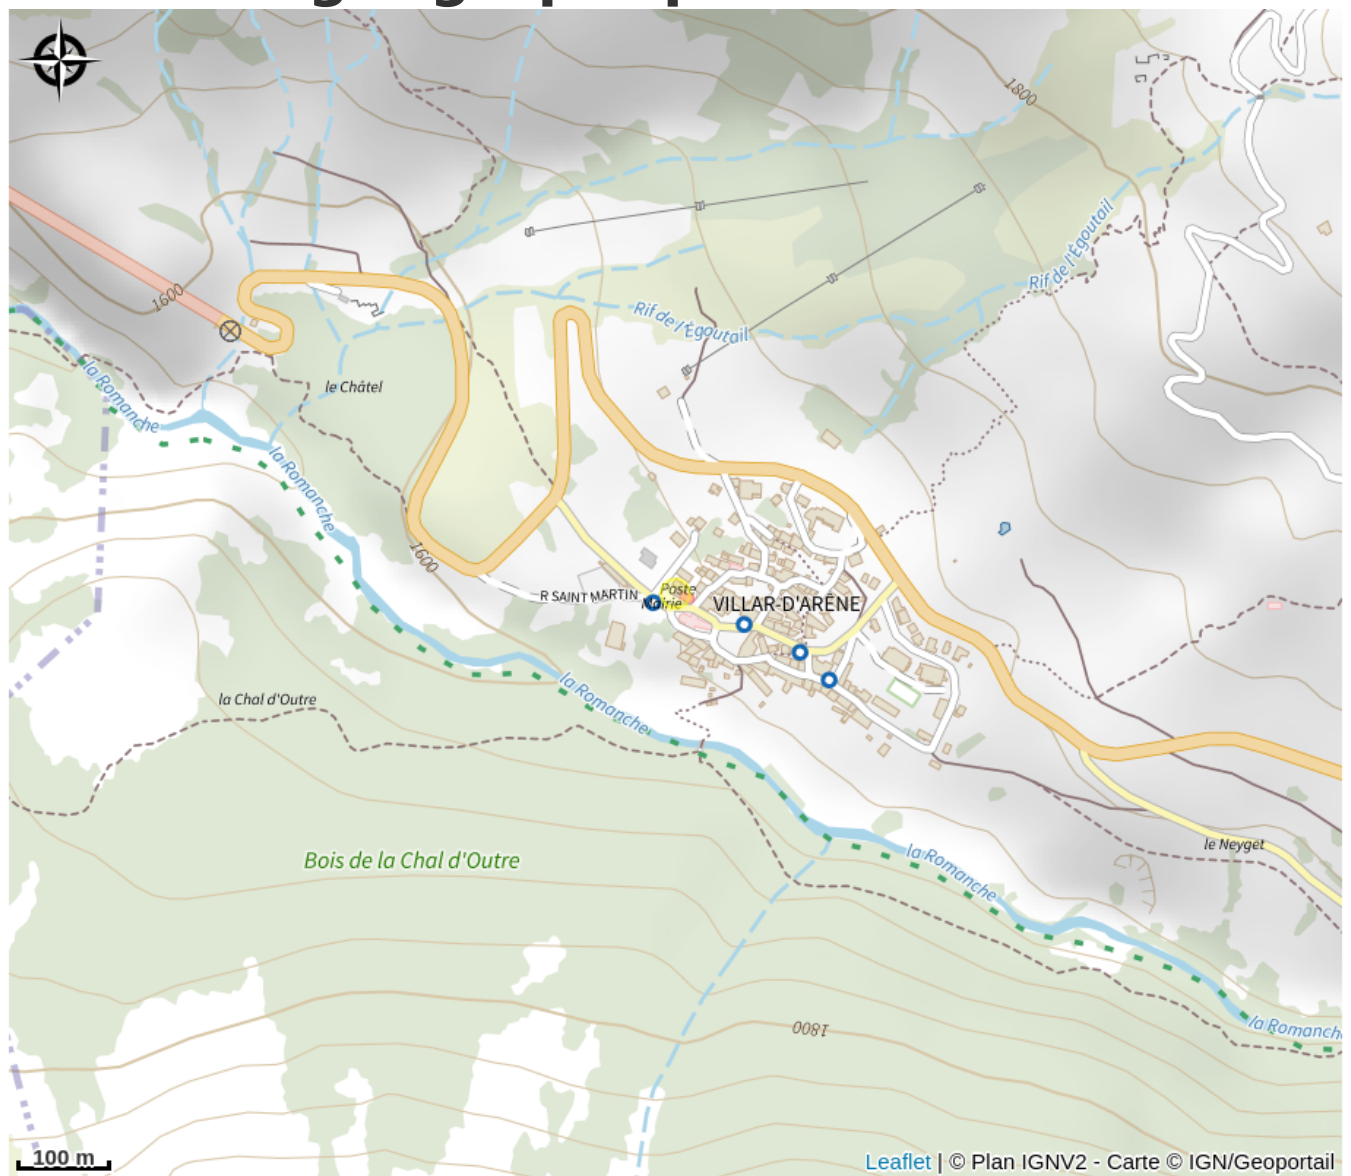 1800
Rif de l'Égoutail
1600
Rif de l'Égoutail
la Romanche
le Châtel
la Romanche
1600
R SAINT MARTIN
Poste
Mairie
VILLAR-D'ARÊNE
la Chal d'Outre
la Romanche
le Neyget
la Romanche
Bois de la Chal d'Outre
1800
la Romanche
100 m
Leaflet | © Plan IGNV2 - Carte © IGN/Geoportail